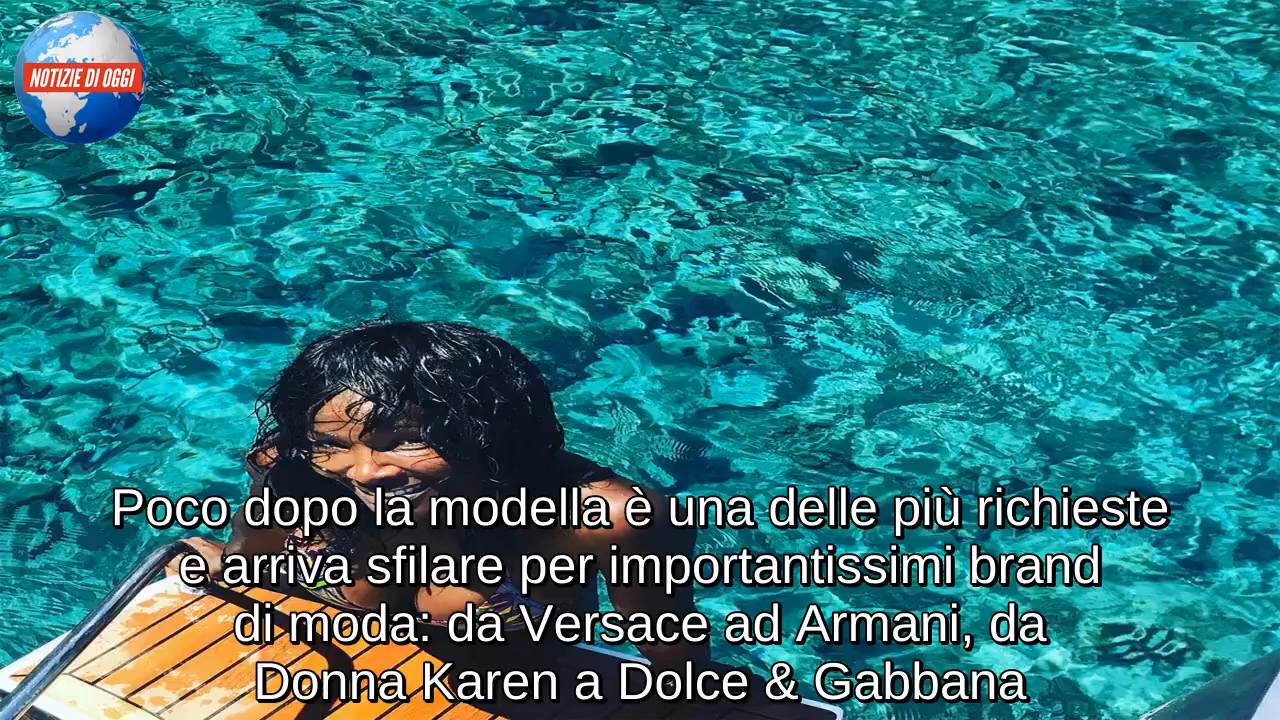 NOTIZIE DI OGGI
Poco dopo la modella è una delle più richieste
e arriva sfilare per importantissimi brand
di moda: da Versace ad Armani, da
Donna Karen a Dolce & Gabbana